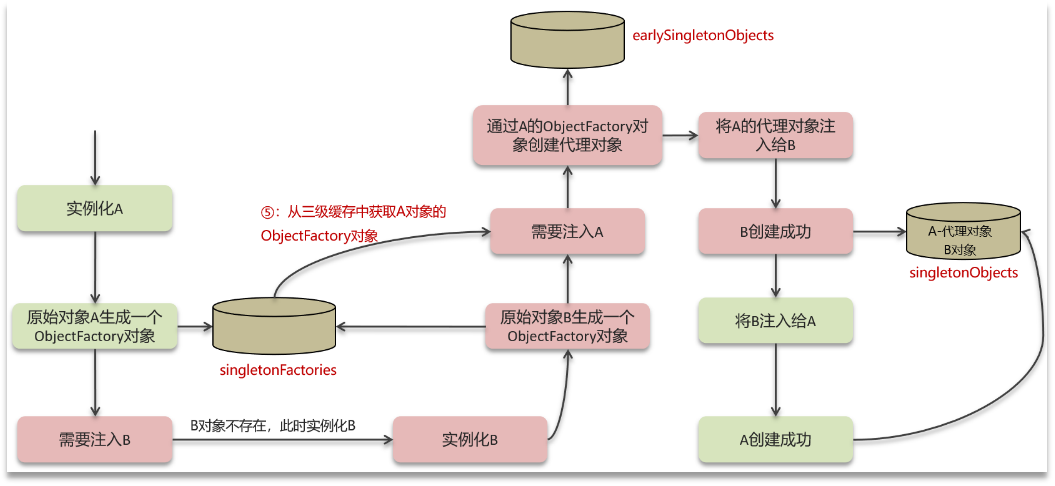 earlySingletonObjects
通过A的ObjectFactory对
象创建代理对象
将A的代理对象注
入给B
实例化A
⑤：从三级缓存中获取A对象的
ObjectFactory对象
需要注入A
B创建成功
A-代理对象
B对象
singletonObjects
原始对象A生成一个
ObjectFactory对象
singletonFactories
原始对象B生成一个
ObjectFactory对象
将B注入给A
需要注入B
B对象不存在，此时实例化B
实例化B
A创建成功